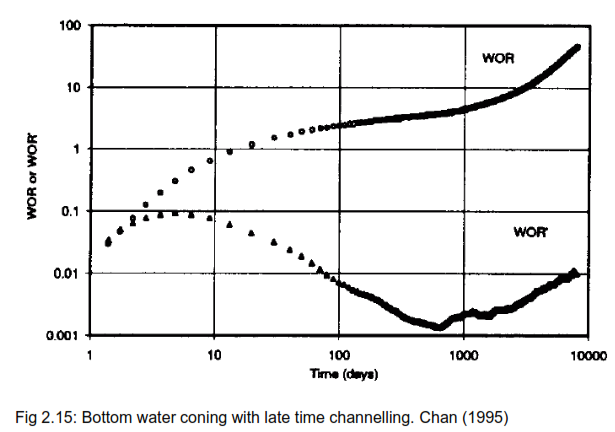 100
10
1
0.1
0.01
0.001
WOR or WOR'
WOR
WOR'
1
10
100
1000
10000
Time (days)
Fig 2.15: Bottom water coning with late time channelling. Chan (1995)